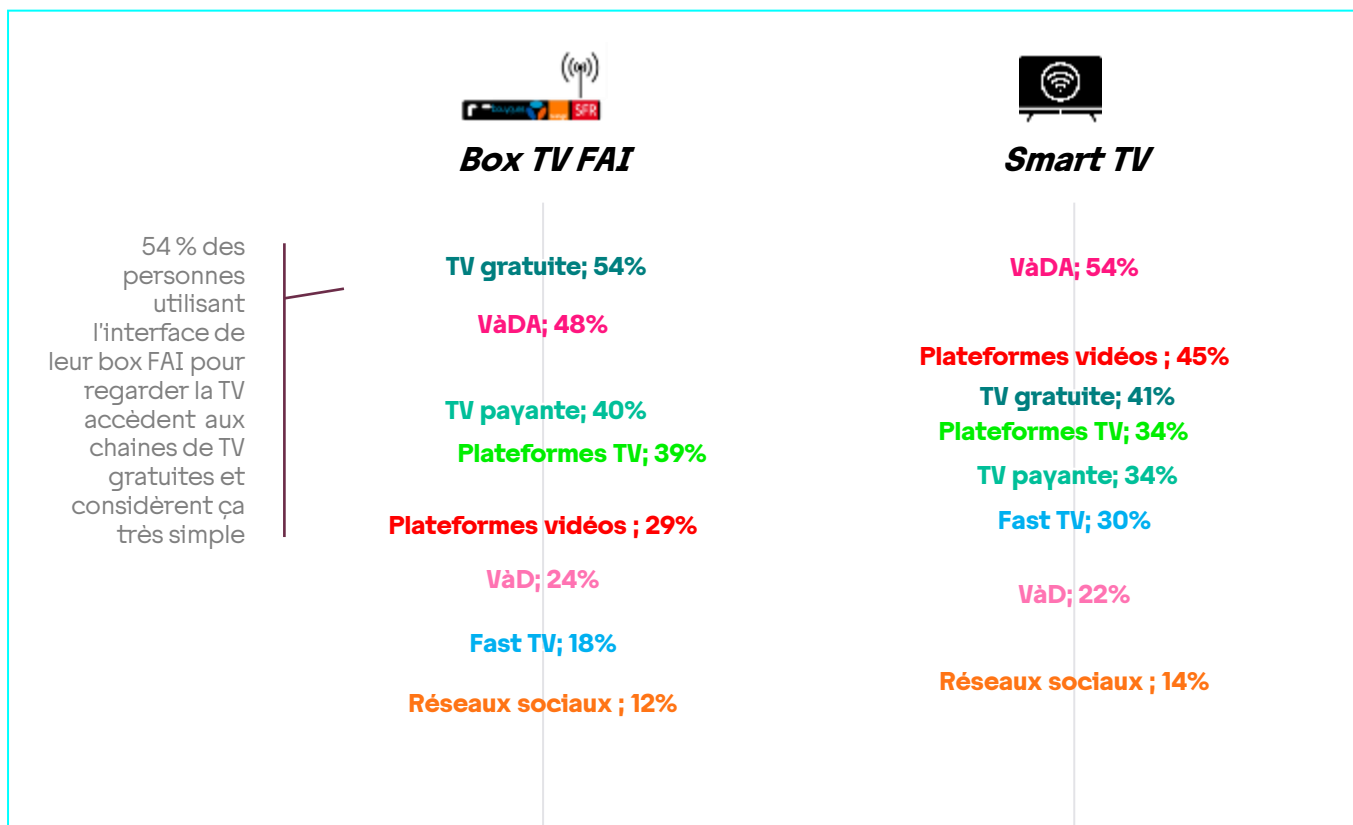 SFR
Box TV FAI
Smart TV
54 % des
personnes
utilisant
l'interface de
leur box FAI pour
regarder la TV
accèdent aux
chaines de TV
gratuites et
considèrent ça
très simple
TV gratuite; 54%
VàDA; 48%
TV payante; 40%
Plateformes TV; 39%
Plateformes vidéos ; 29%
VàD; 24%
Fast TV; 18%
Réseaux sociaux ; 12%
VàDA; 54%
Plateformes vidéos ; 45%
TV gratuite; 41%
Plateformes TV; 34%
TV payante; 34%
Fast TV; 30%
VàD; 22%
Réseaux sociaux ; 14%